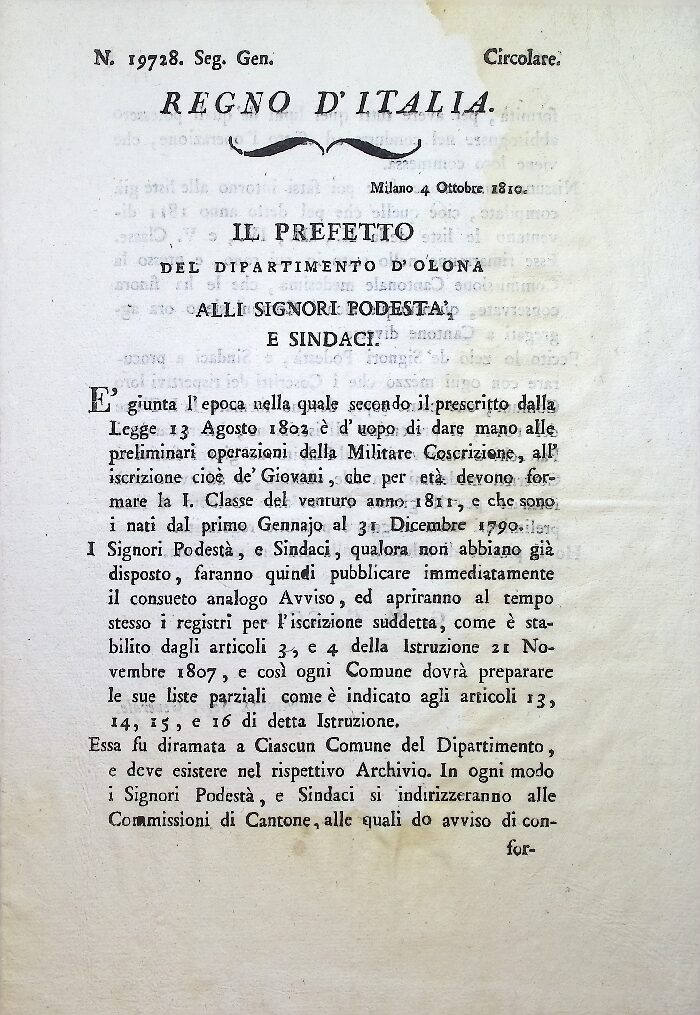 N. 19728. Seg. Gen. Circolare.
REGNO D' ITALIA.
Milano 4 Ottobre 1810.
IL PREFETTO
DEL DIPARTIMENTO D'OLONA
ALLI SIGNORI PODESTA',
E SINDACI.
E' giunta l'epoca nella quale secondo il prescritto dalla
Legge 13 Agosto 1802 è d'uopo di dare mano alle
preliminari operazioni della Militare Coscrizione, all'
iscrizione cioè de' Giovani, che per età devono for-
mare la I. Classe del venturo anno 1811, e che sono
i nati dal primo Gennajo al 31 Dicembre 1790.
I Signori Podestà, e Sindaci, qualora non abbiano già
disposto, faranno quindi pubblicare immediatamente
il consueto analogo Avviso, ed apriranno al tempo
stesso i registri per l'iscrizione suddetta, come è sta-
bilito dagli articoli 3, e 4 della Istruzione 21 No-
vembre 1807, e così ogni Comune dovrà preparare
le sue liste parziali come è indicato agli articoli 13,
14, 15, e 16 di detta Istruzione.
Essa fu diramata a Ciascun Comune del Dipartimento,
e deve esistere nel rispettivo Archivio. In ogni modo
i Signori Podestà, e Sindaci si indirizzeranno alle
Commissioni di Cantone, alle quali do avviso di con-
for-